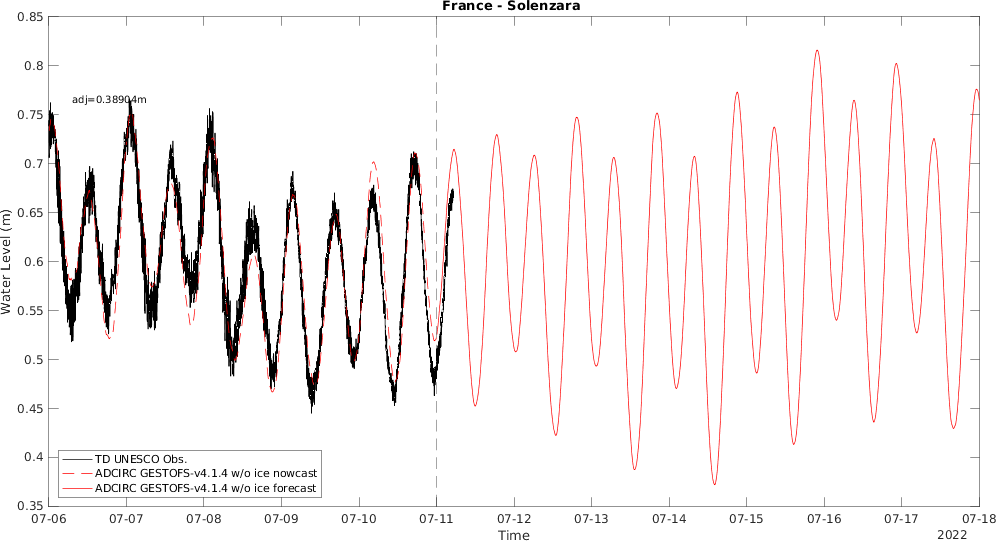 France - Solenzara
0.85
0.8
0.75
0.7
0.65
0.6
0.55
0.5
0.45
0.4
0.35
Water Level (m)
adj=0.38904m
TD UNESCO Obs.
ADCIRC GESTOFS-v4.1.4 w/o ice nowcast
ADCIRC GESTOFS-v4.1.4 w/o ice forecast
07-06 07-07 07-08 07-09 07-10 07-11 07-12 07-13 07-14 07-15 07-16 07-17 07-18
Time
2022